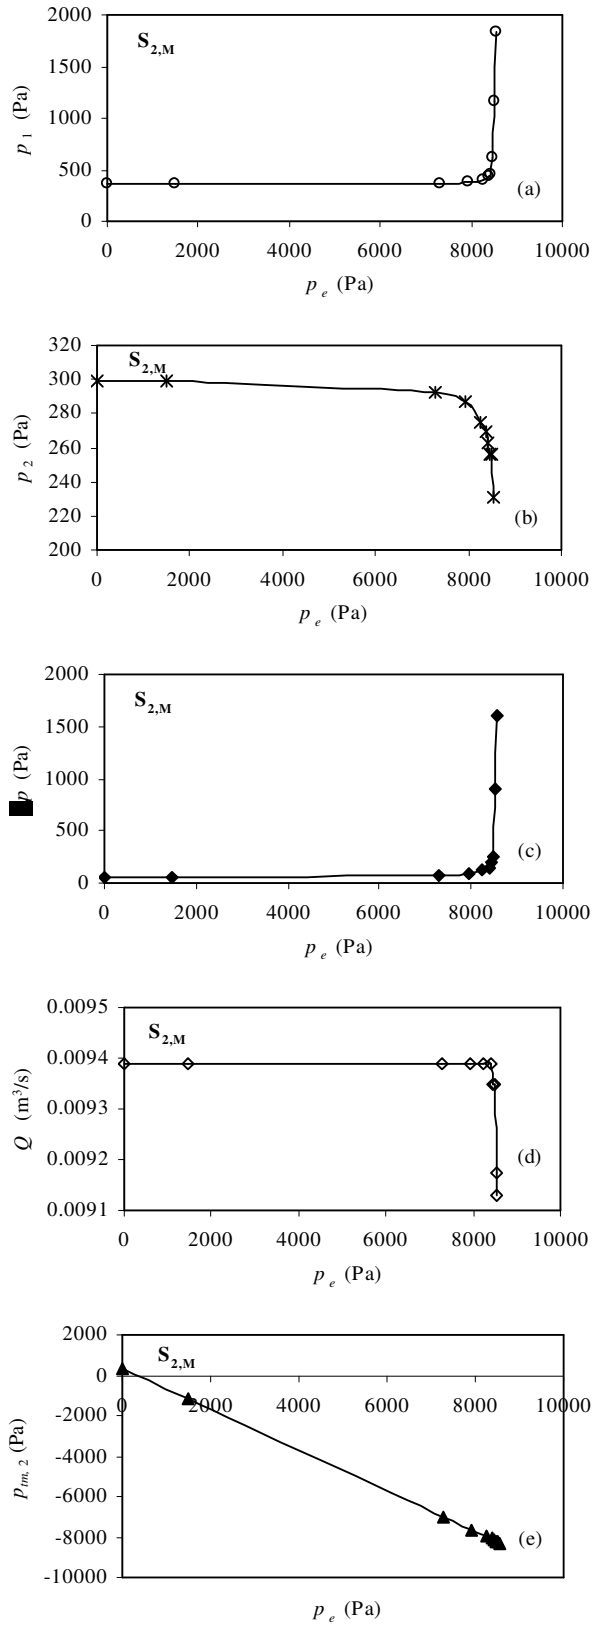 2000
S2,M
1500
p1 (Pa)
1000
500
(a)
0
0 2000 4000 6000 8000 10000
pe (Pa)
320
S2,M
300
280
p2 (Pa)
260
240
220
(b)
200
0 2000 4000 6000 8000 10000
pe (Pa)
2000
S2,M
1500
p (Pa)
1000
500
(c)
0
0 2000 4000 6000 8000 10000
pe (Pa)
0.0095
S2,M
0.0094
Q (m³/s)
0.0093
0.0092
(d)
0.0091
0 2000 4000 6000 8000 10000
pe (Pa)
2000
S2,M
0
0 2000 4000 6000 8000 10000
-2000
ptm, 2 (Pa)
-4000
-6000
-8000
(e)
-10000
pe (Pa)